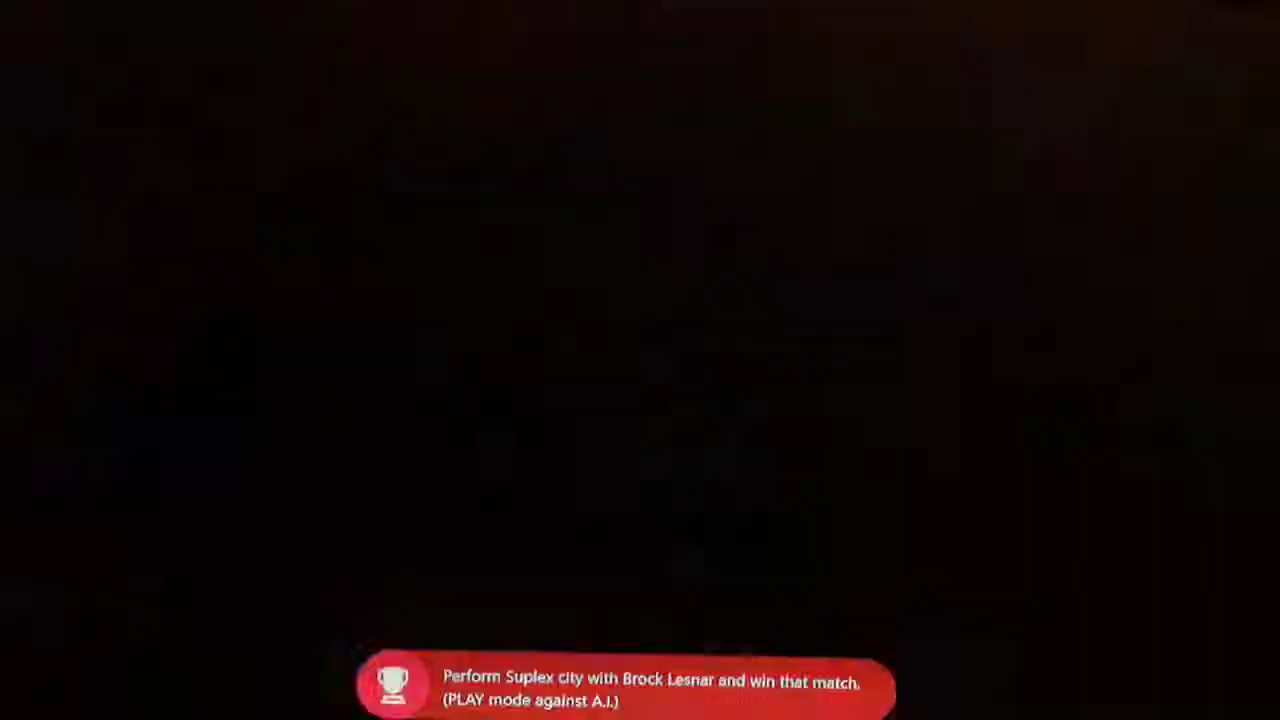 Perform Suplex city with Brock Lesnar and win that match.
(PLAY mode against A.I.)